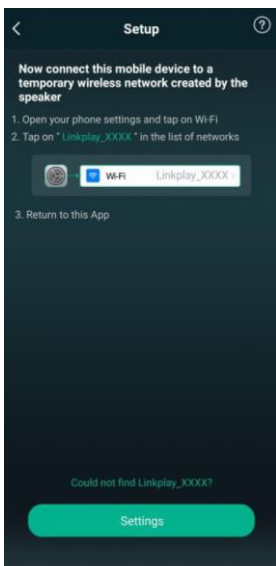 Setup
?
Now connect this mobile device to a
temporary wireless network created by the
speaker
1. Open your phone settings and tap on Wi-Fi
2. Tap on " Linkplay_XXXX " in the list of networks
Wi-Fi Linkplay_XXXX
3. Return to this App
Could not find Linkplay_XXXX?
Settings